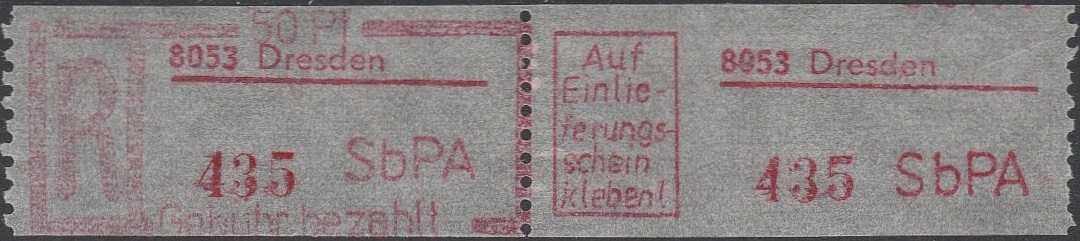 50 Pf
8053 Dresden
R
435 SbPA
Gebühr bezahlt
Auf
Einlie-
ferungs-
schein
kleben!
8053 Dresden
435 SbPA